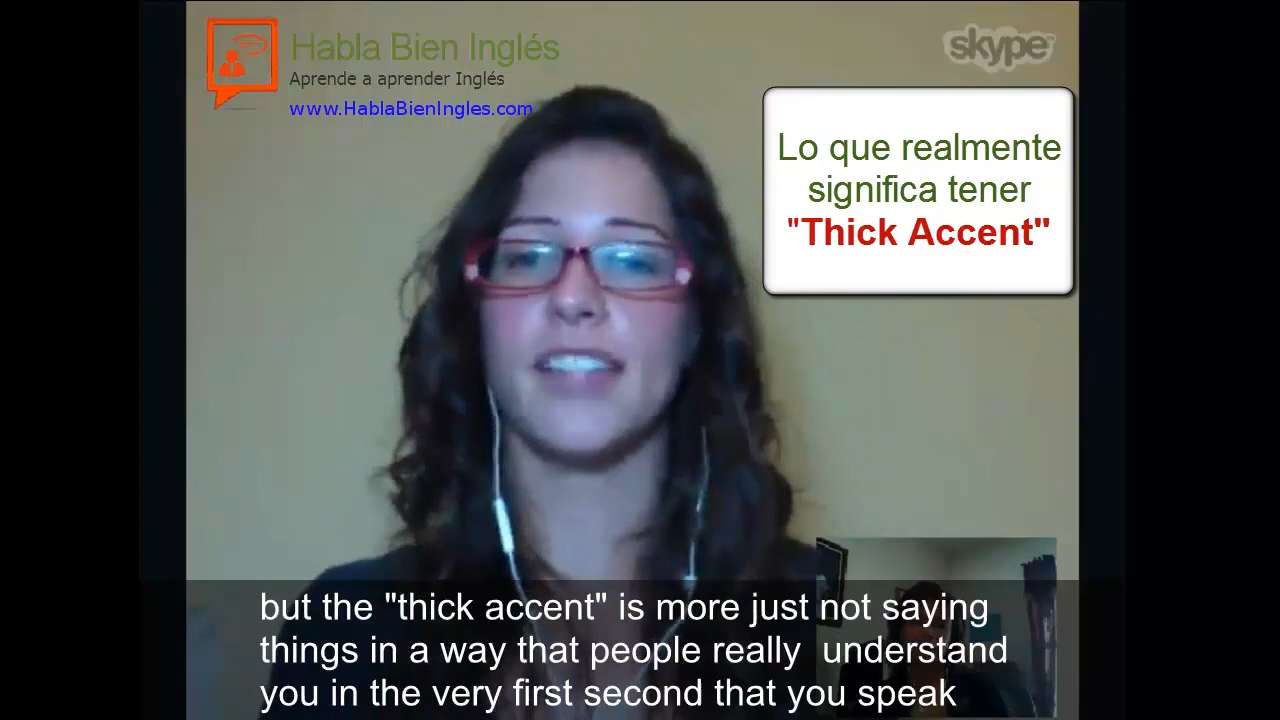 Habla Bien Inglés
Aprende a aprender Inglés
www.HablaBienIngles.com
skype™
Lo que realmente
significa tener
"Thick Accent"
but the "thick accent" is more just not saying
things in a way that people really  understand
you in the very first second that you speak